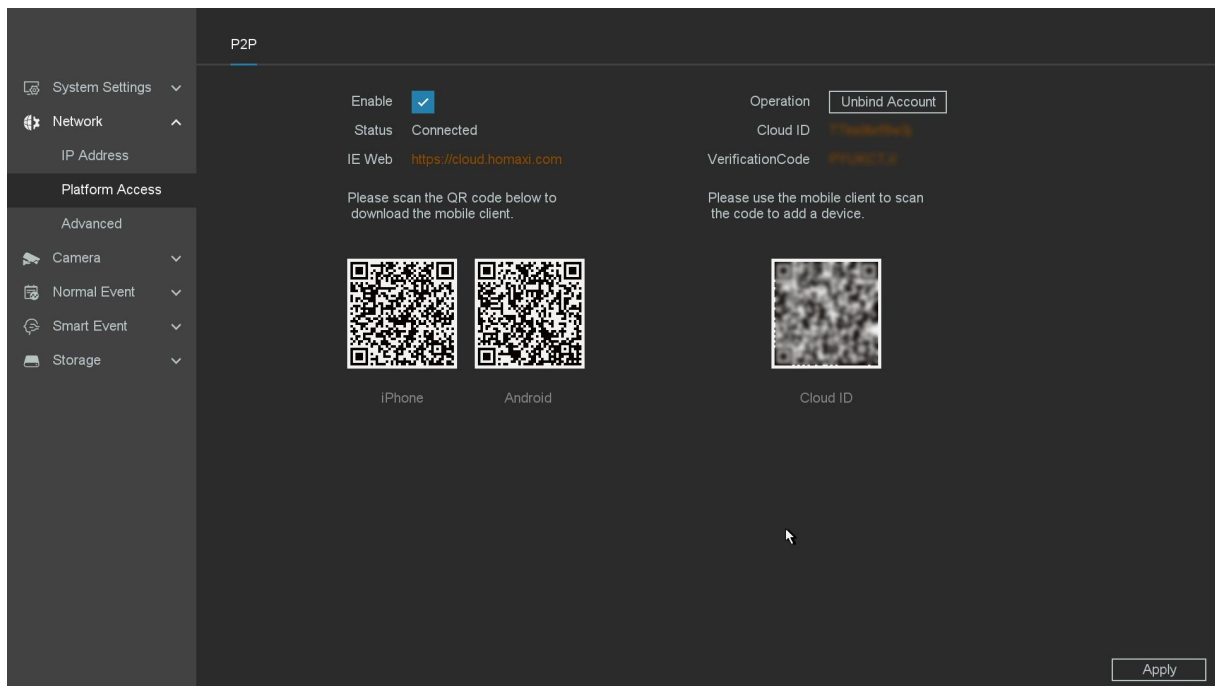 P2P
System Settings
Network
IP Address
Platform Access
Advanced
Camera
Normal Event
Smart Event
Storage
Enable
Status Connected
IE Web https://cloud.homaxi.com
Please scan the QR code below to
download the mobile client.
iPhone Android
Operation Unbind Account
Cloud ID
VerificationCode
Please use the mobile client to scan
the code to add a device.
Cloud ID
Apply